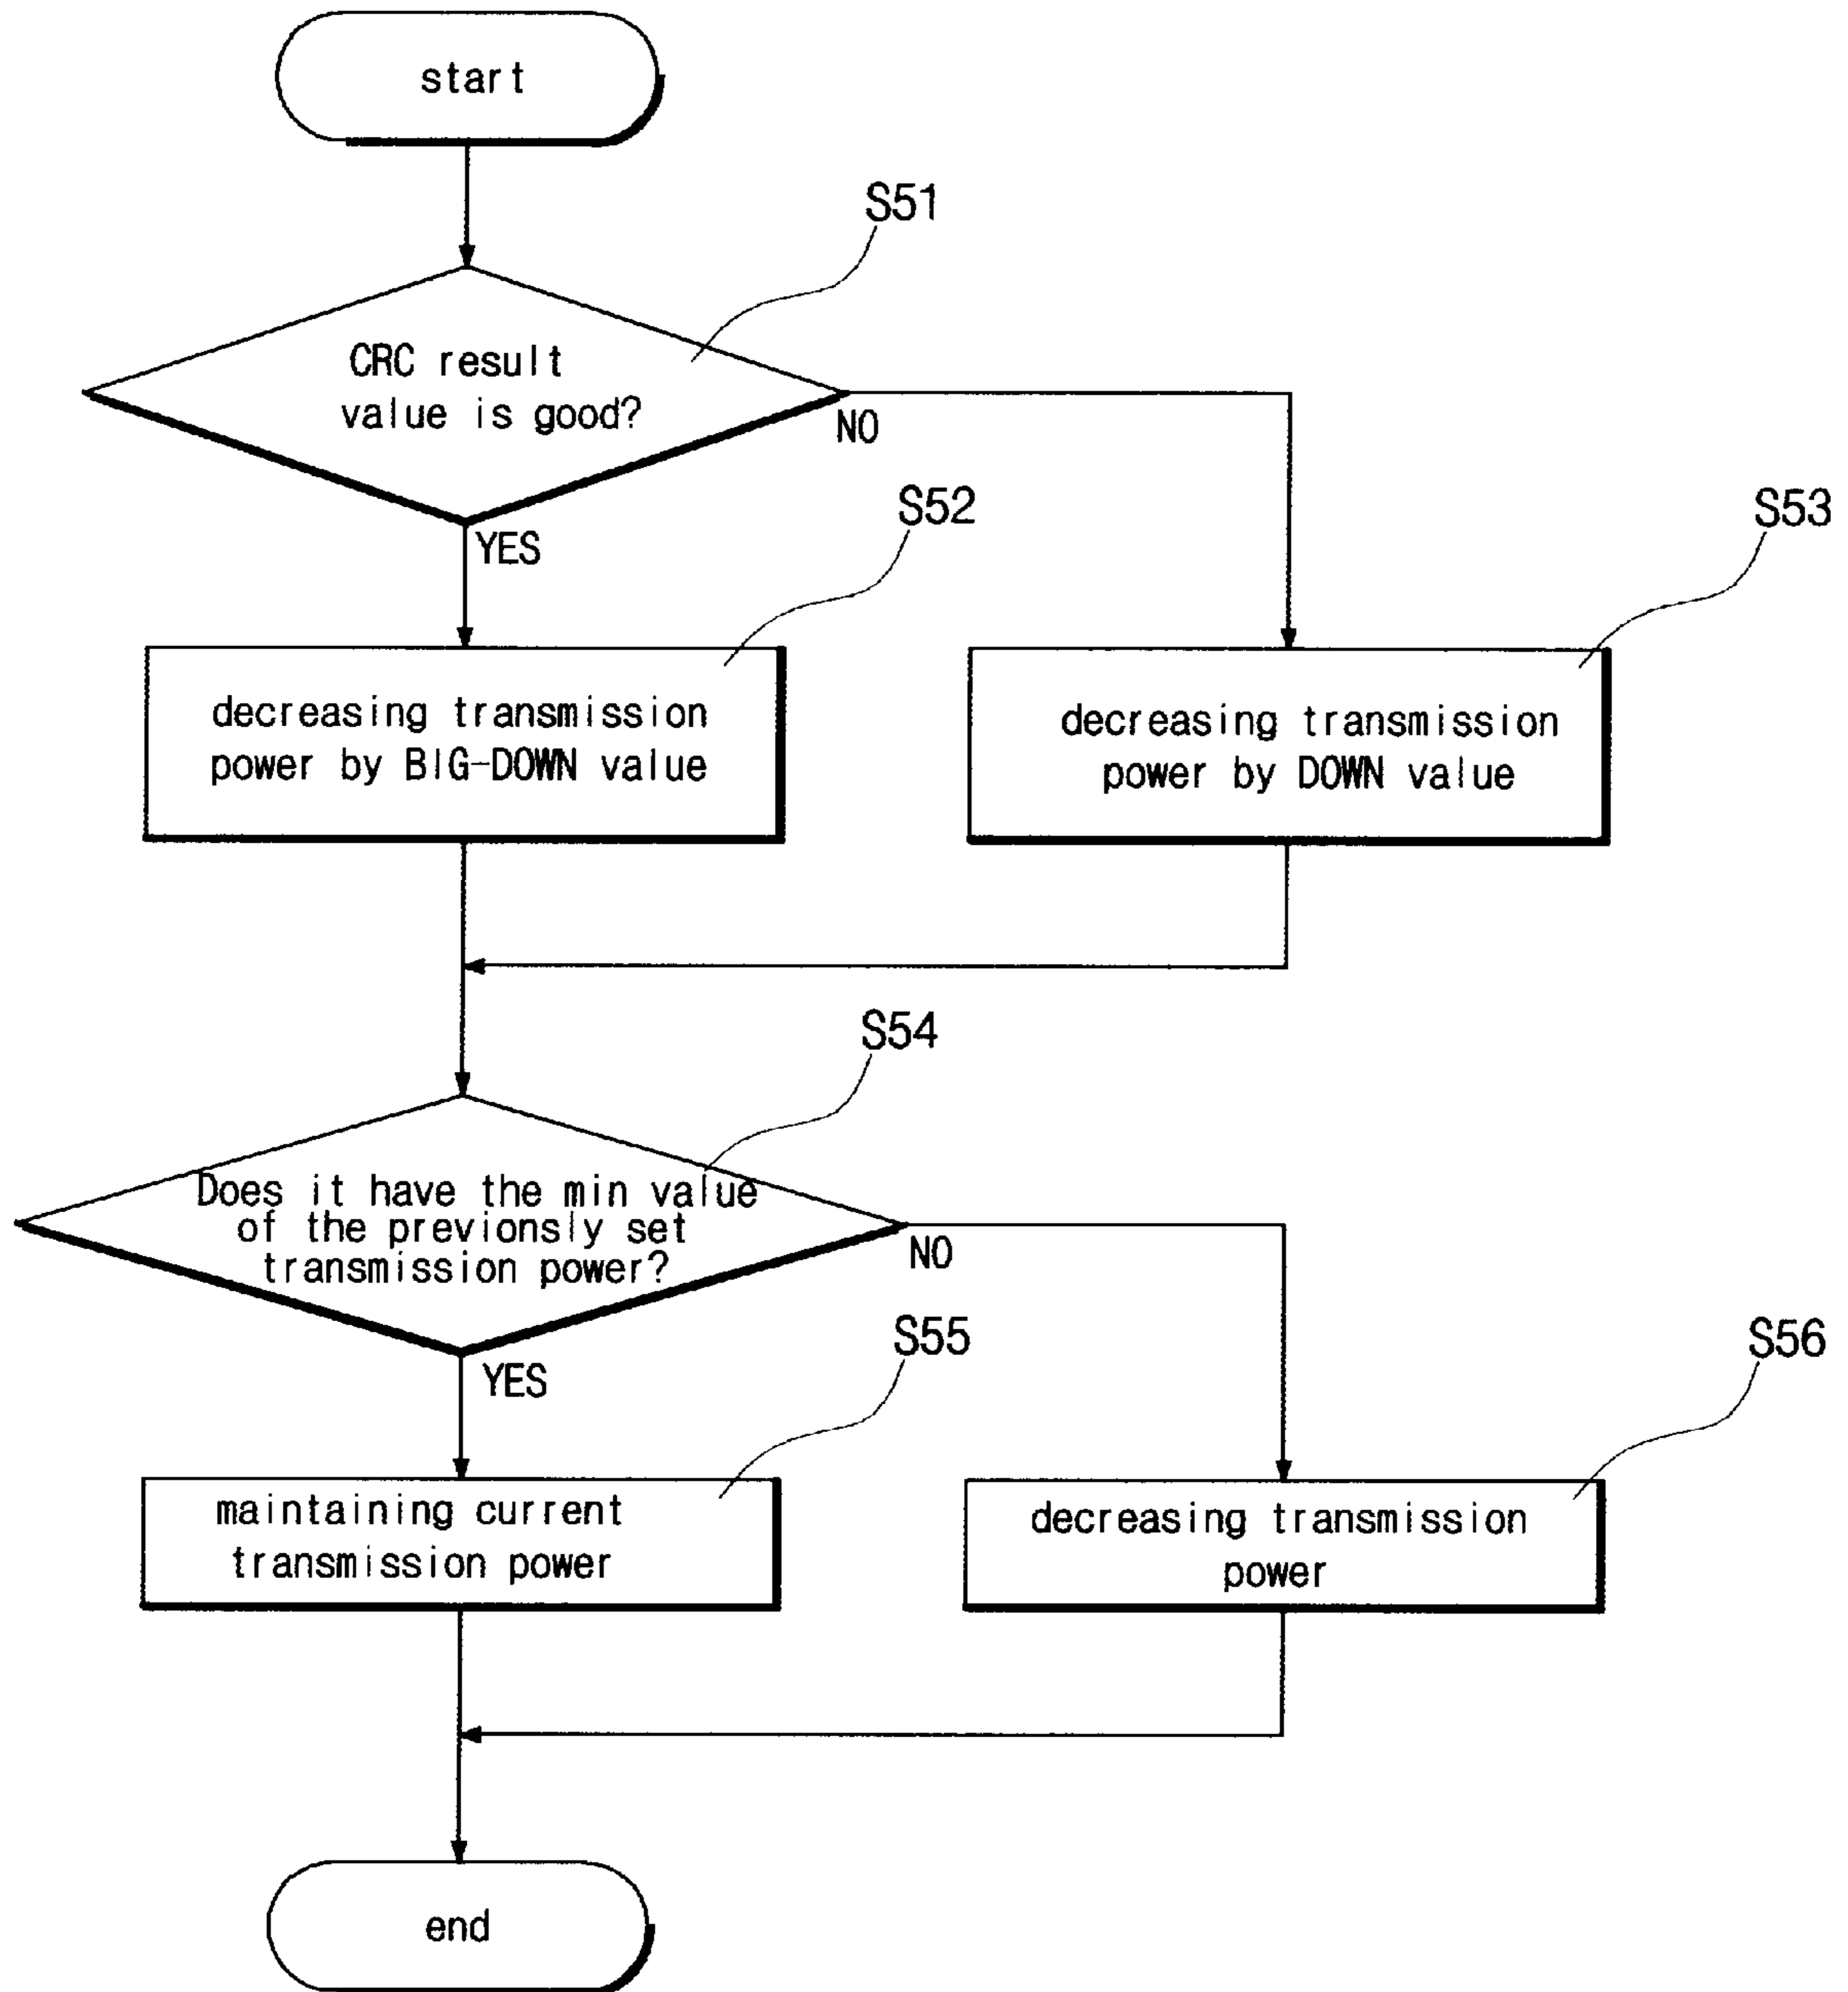 start
S51
CRC result
value is good?
NO
YES
S52
S53
decreasing transmission
power by BIG-DOWN value
decreasing transmission
power by DOWN value
S54
Does it have the min value
of the previonsly set
transmission power?
NO
YES
S55
S56
maintaining current
transmission power
decreasing transmission
power
end